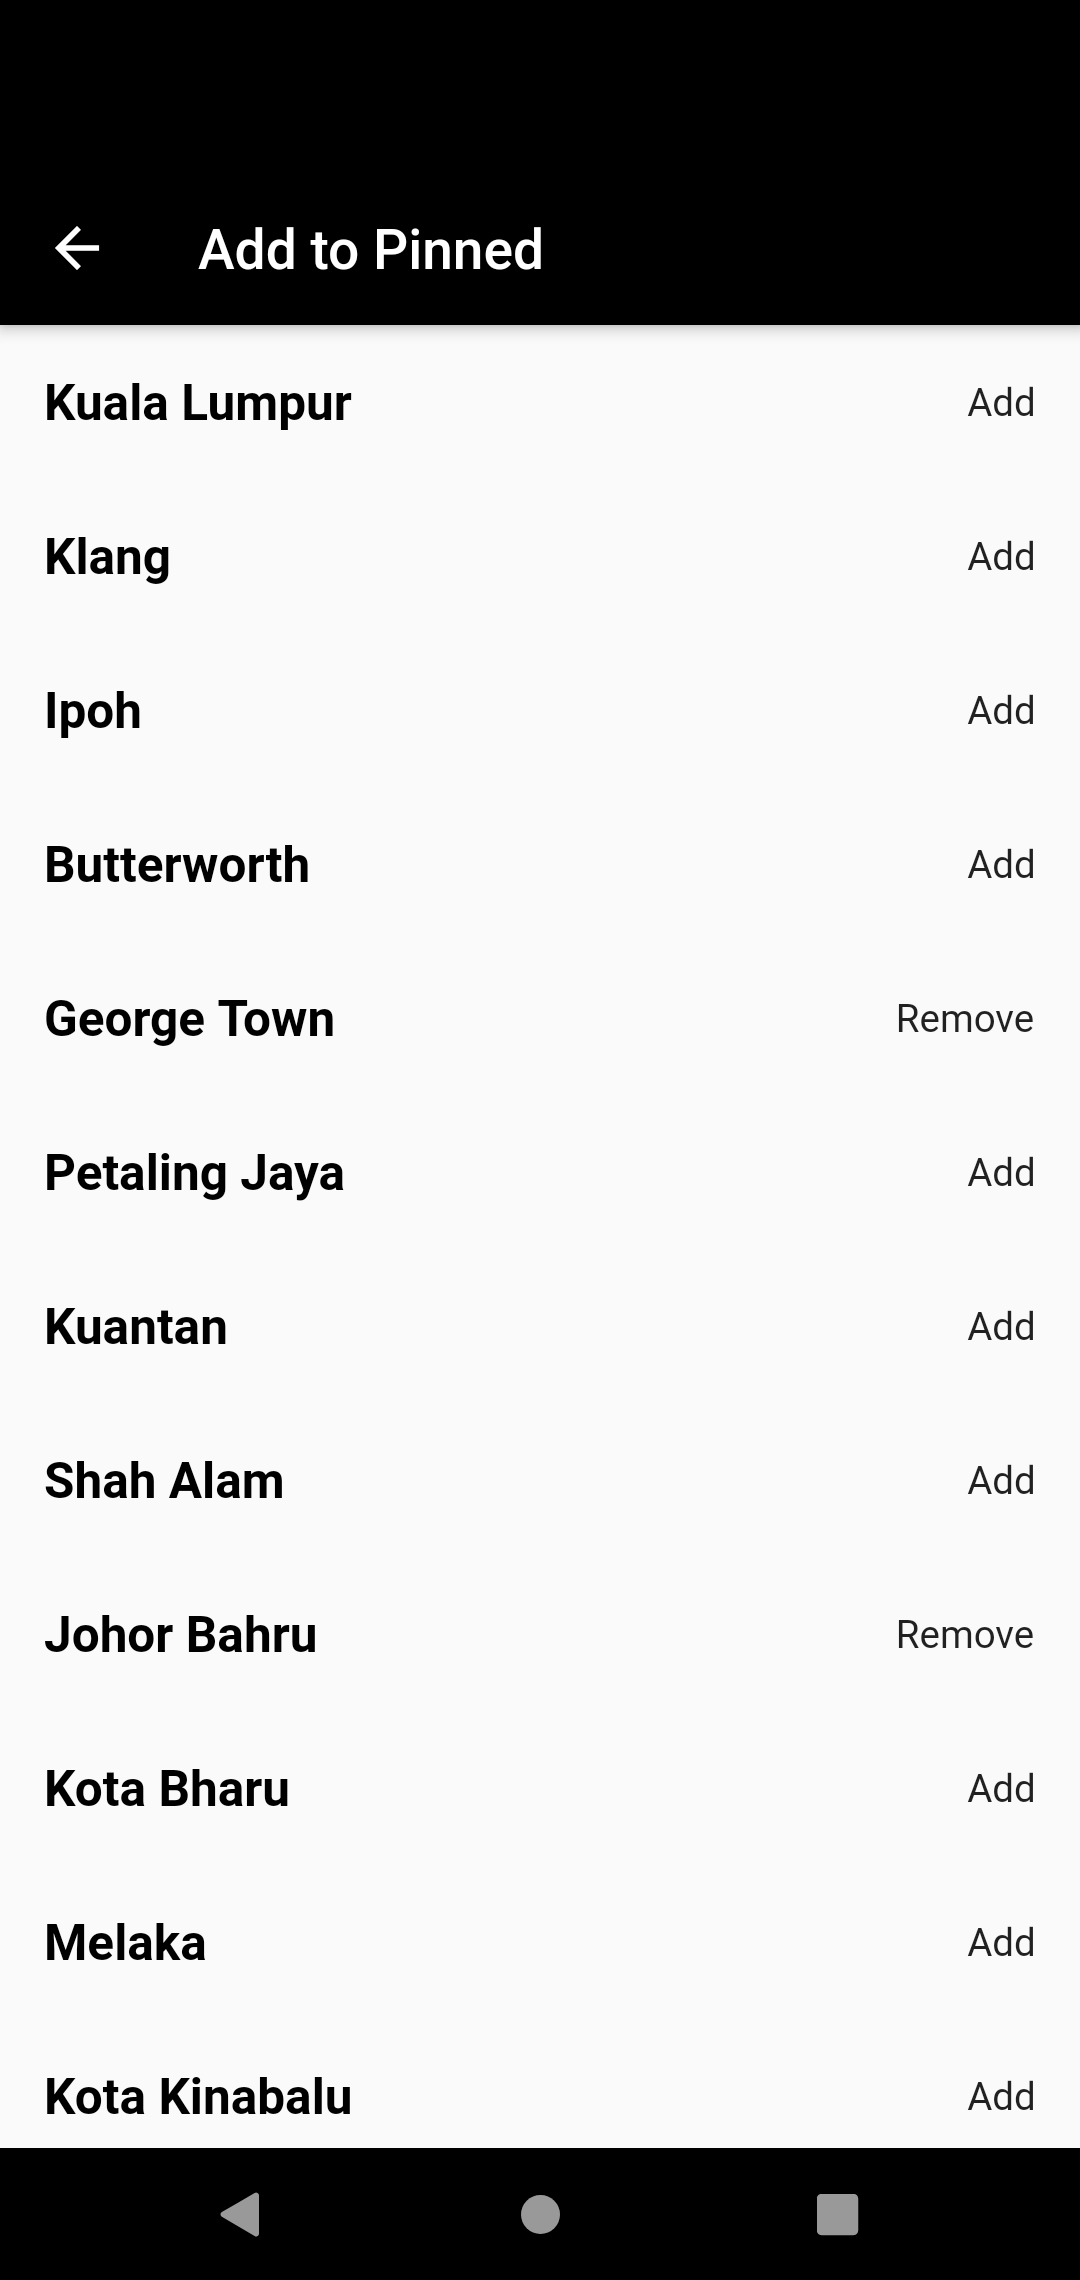 Add to Pinned
Kuala Lumpur Add
Klang Add
Ipoh Add
Butterworth Add
George Town Remove
Petaling Jaya Add
Kuantan Add
Shah Alam Add
Johor Bahru Remove
Kota Bharu Add
Melaka Add
Kota Kinabalu Add